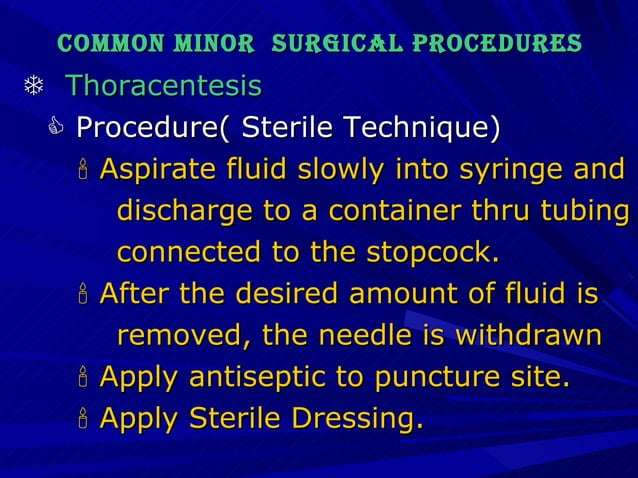 COMMON MINOR SURGICAL PROCEDURES
Thoracentesis
Procedure( Sterile Technique)
Aspirate fluid slowly into syringe and
discharge to a container thru tubing
connected to the stopcock.
After the desired amount of fluid is
removed, the needle is withdrawn
Apply antiseptic to puncture site.
Apply Sterile Dressing.